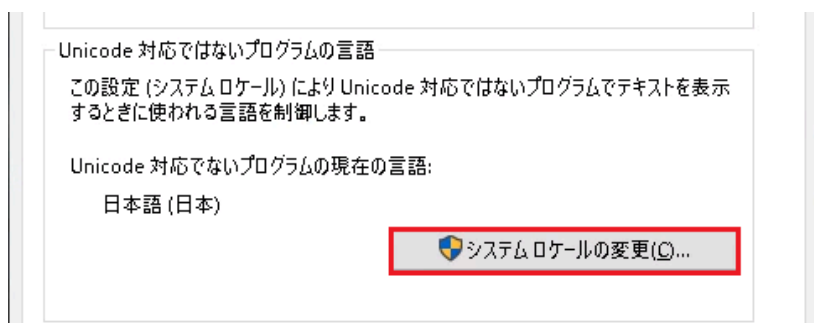 Unicode 対応ではないプログラムの言語
この設定 (システム ロケール) により Unicode 対応ではないプログラムでテキストを表示
するときに使われる言語を制御します。
Unicode 対応でないプログラムの現在の言語:
日本語 (日本)
システム ロケールの変更(C)...